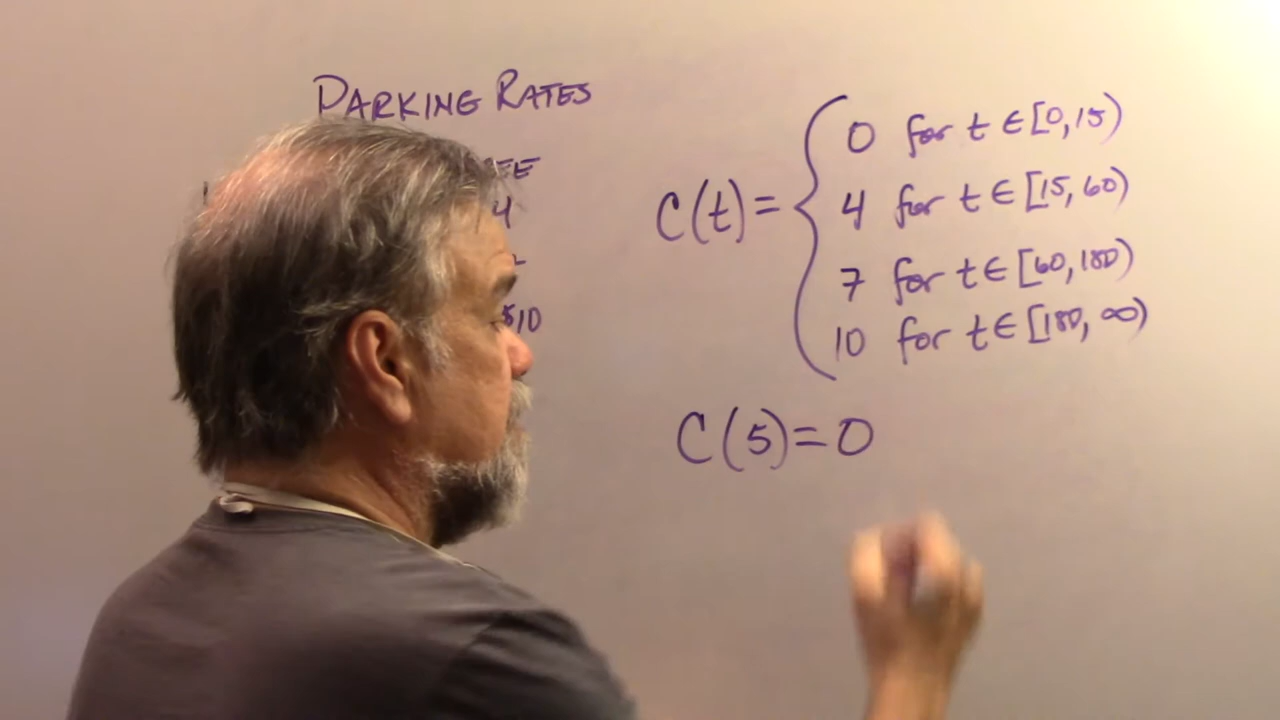 PARKING RATES
4
$10
C(t)= { 0 for t ∈ [0,15)
4 for t ∈ [15,60)
7 for t ∈ [60,180)
10 for t ∈ [180,∞)
C(5)=0